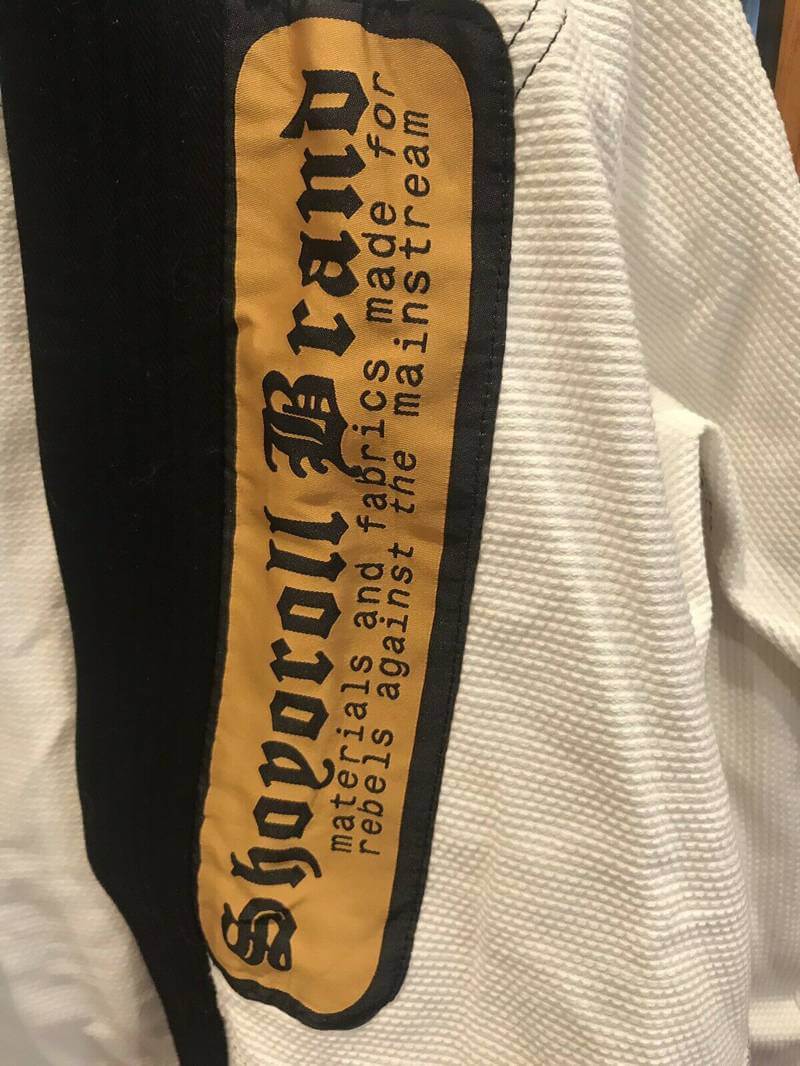 Shoyoroll Brand
materials and fabrics made for
rebels against the mainstream